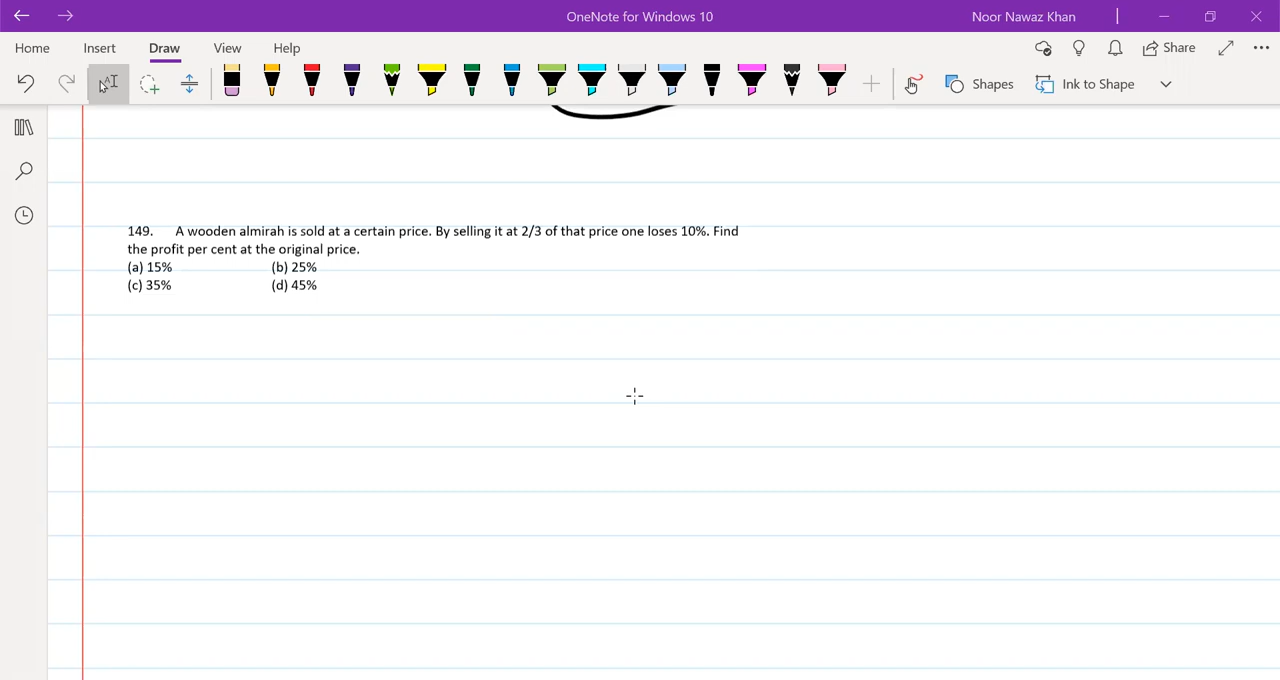 OneNote for Windows 10
Noor Nawaz Khan
Home Insert Draw View Help
Share
Shapes
Ink to Shape
149. A wooden almirah is sold at a certain price. By selling it at 2/3 of that price one loses 10%. Find
the profit per cent at the original price.
(a) 15% (b) 25%
(c) 35% (d) 45%